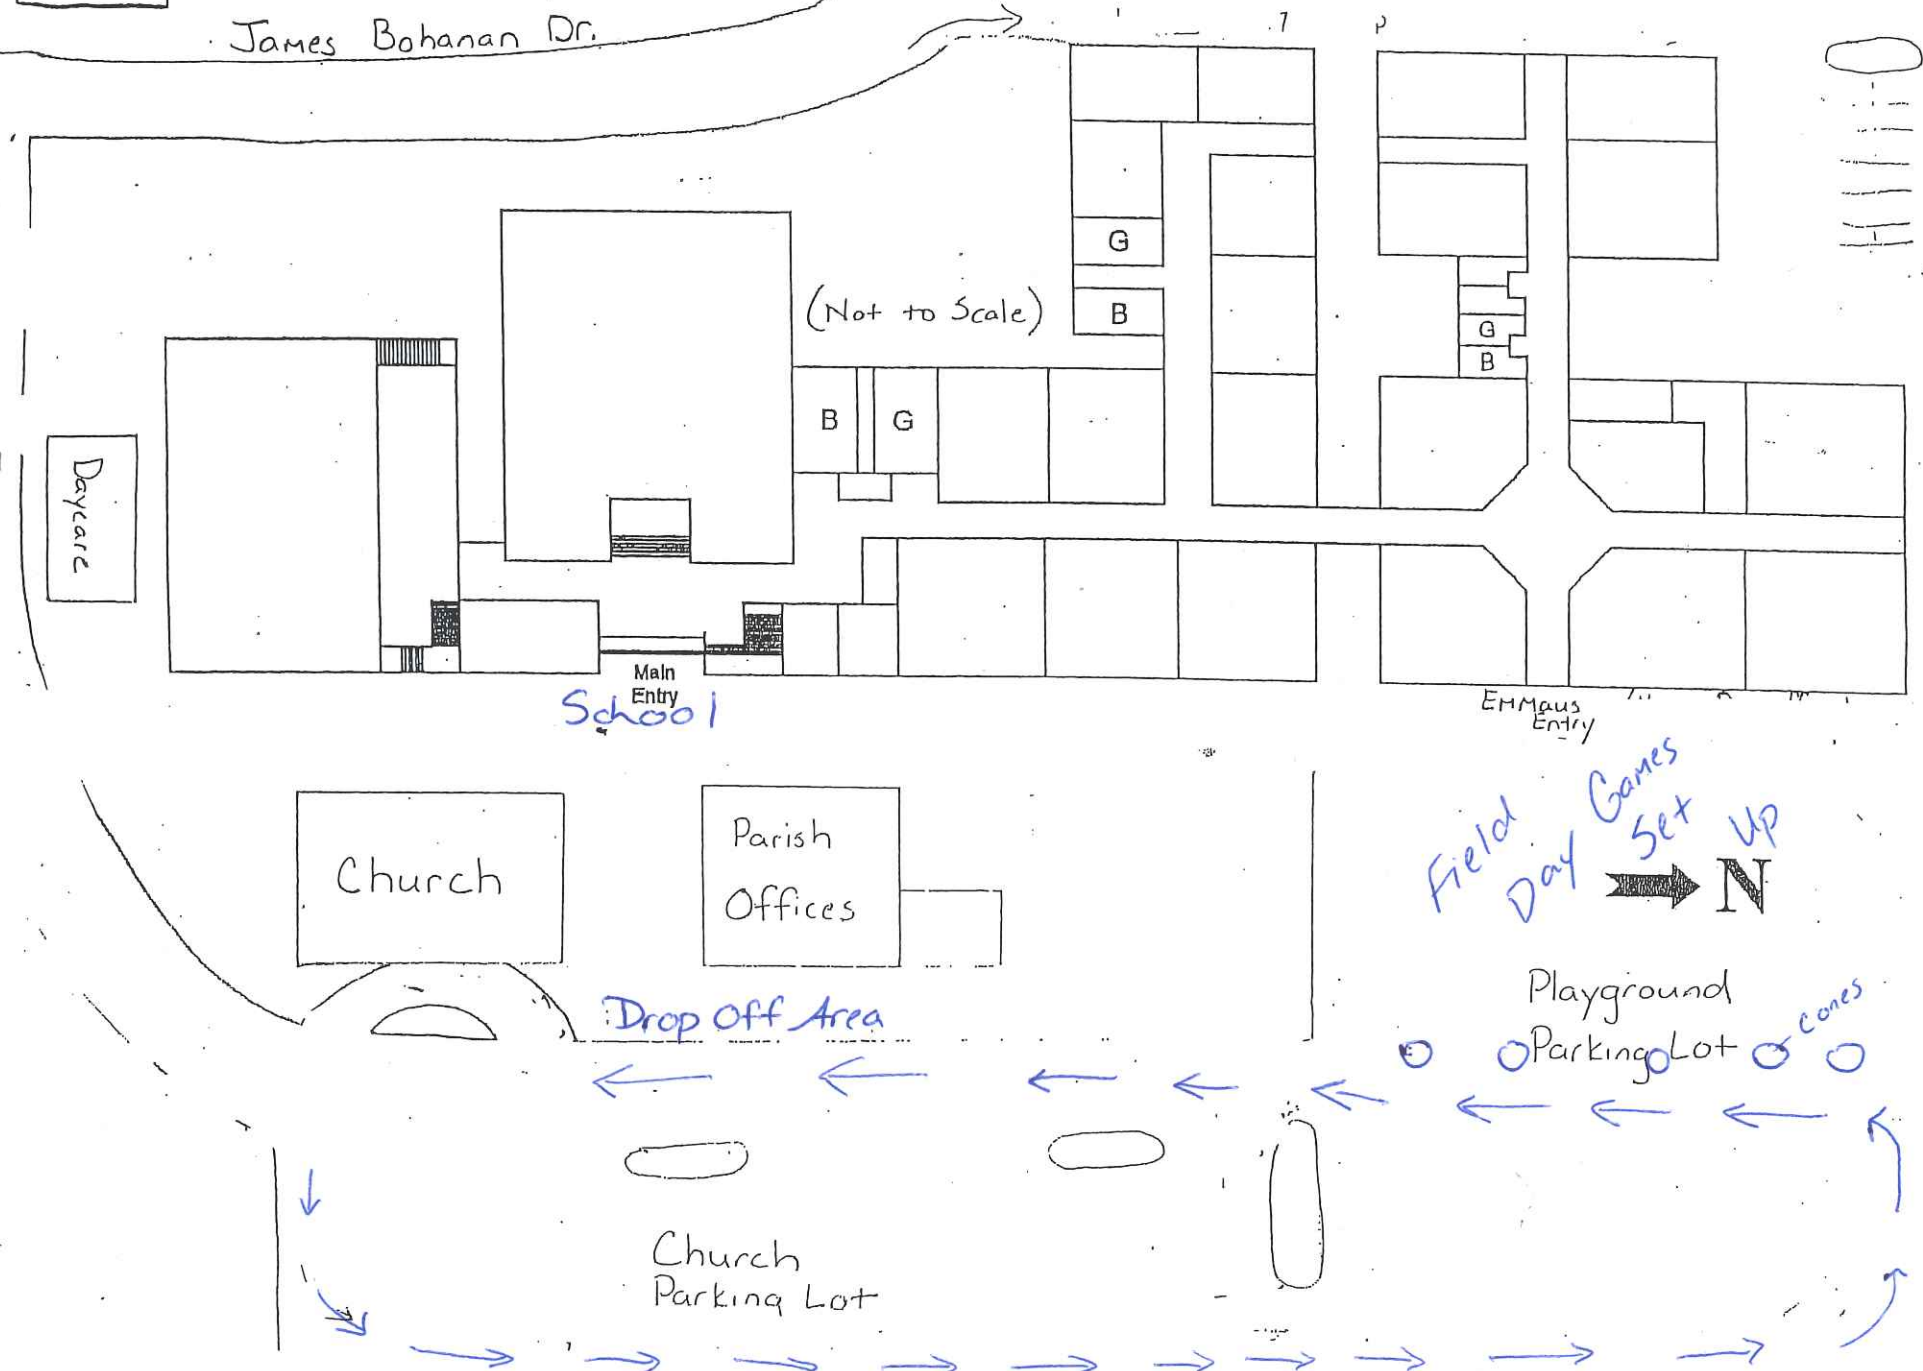 James Bohanan Dr.
G
B
(Not to Scale)
G
B
B
G
Daycare
Main
Entry
School
EMMaus
Entry
Church
Parish
Offices
Field
Day
Games
Set
Up
N
Drop Off Area
Playground
Parking Lot
cones
Church
Parking Lot